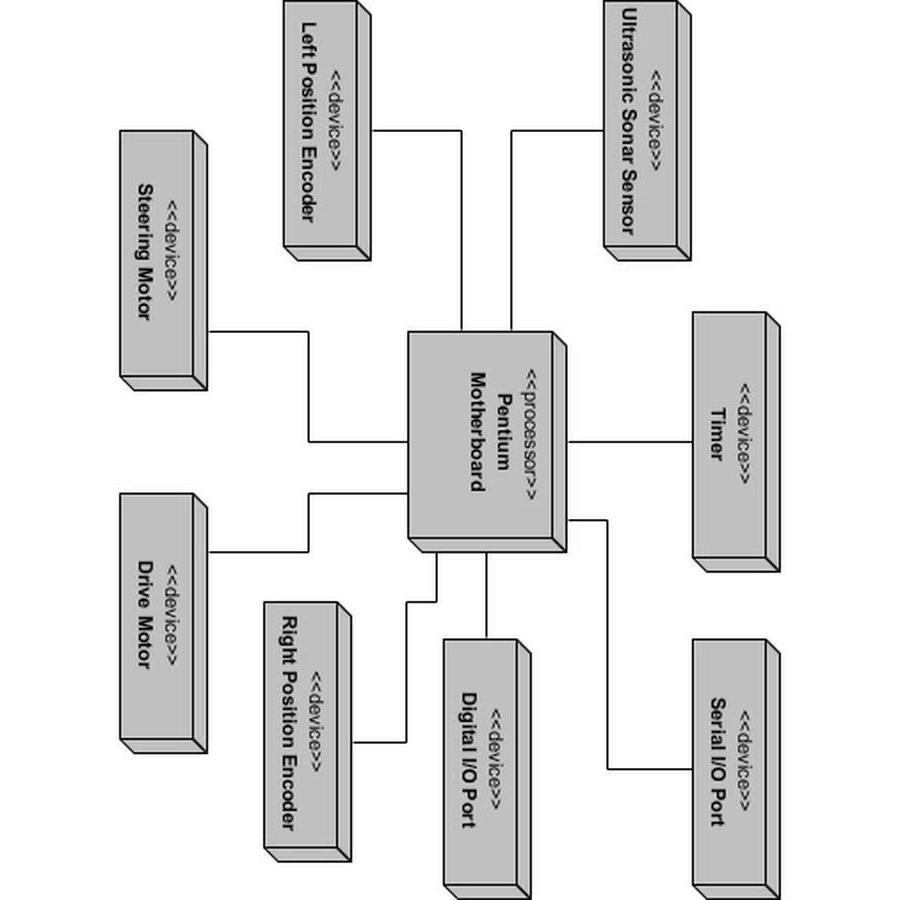 <<device>>
Timer
<<device>>
Serial I/O Port
<<device>>
Ultrasonic Sonar Sensor
<<processor>>
Pentium
Motherboard
<<device>>
Digital I/O Port
<<device>>
Left Position Encoder
<<device>>
Right Position Encoder
<<device>>
Steering Motor
<<device>>
Drive Motor